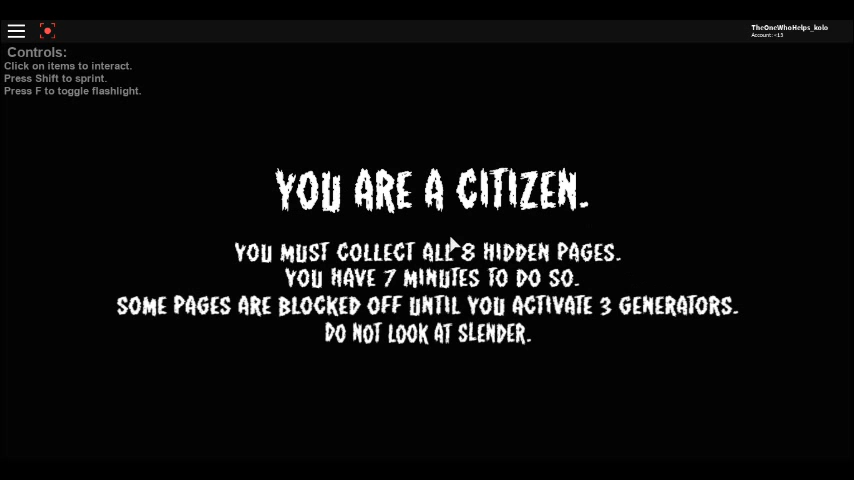 TheOneWhoHelps_kolo
Account: <13
Controls:
Click on items to interact.
Press Shift to sprint.
Press F to toggle flashlight.
YOU ARE A CITIZEN.
YOU MUST COLLECT ALL 8 HIDDEN PAGES.
YOU HAVE 7 MINUTES TO DO SO.
SOME PAGES ARE BLOCKED OFF UNTIL YOU ACTIVATE 3 GENERATORS.
DO NOT LOOK AT SLENDER.